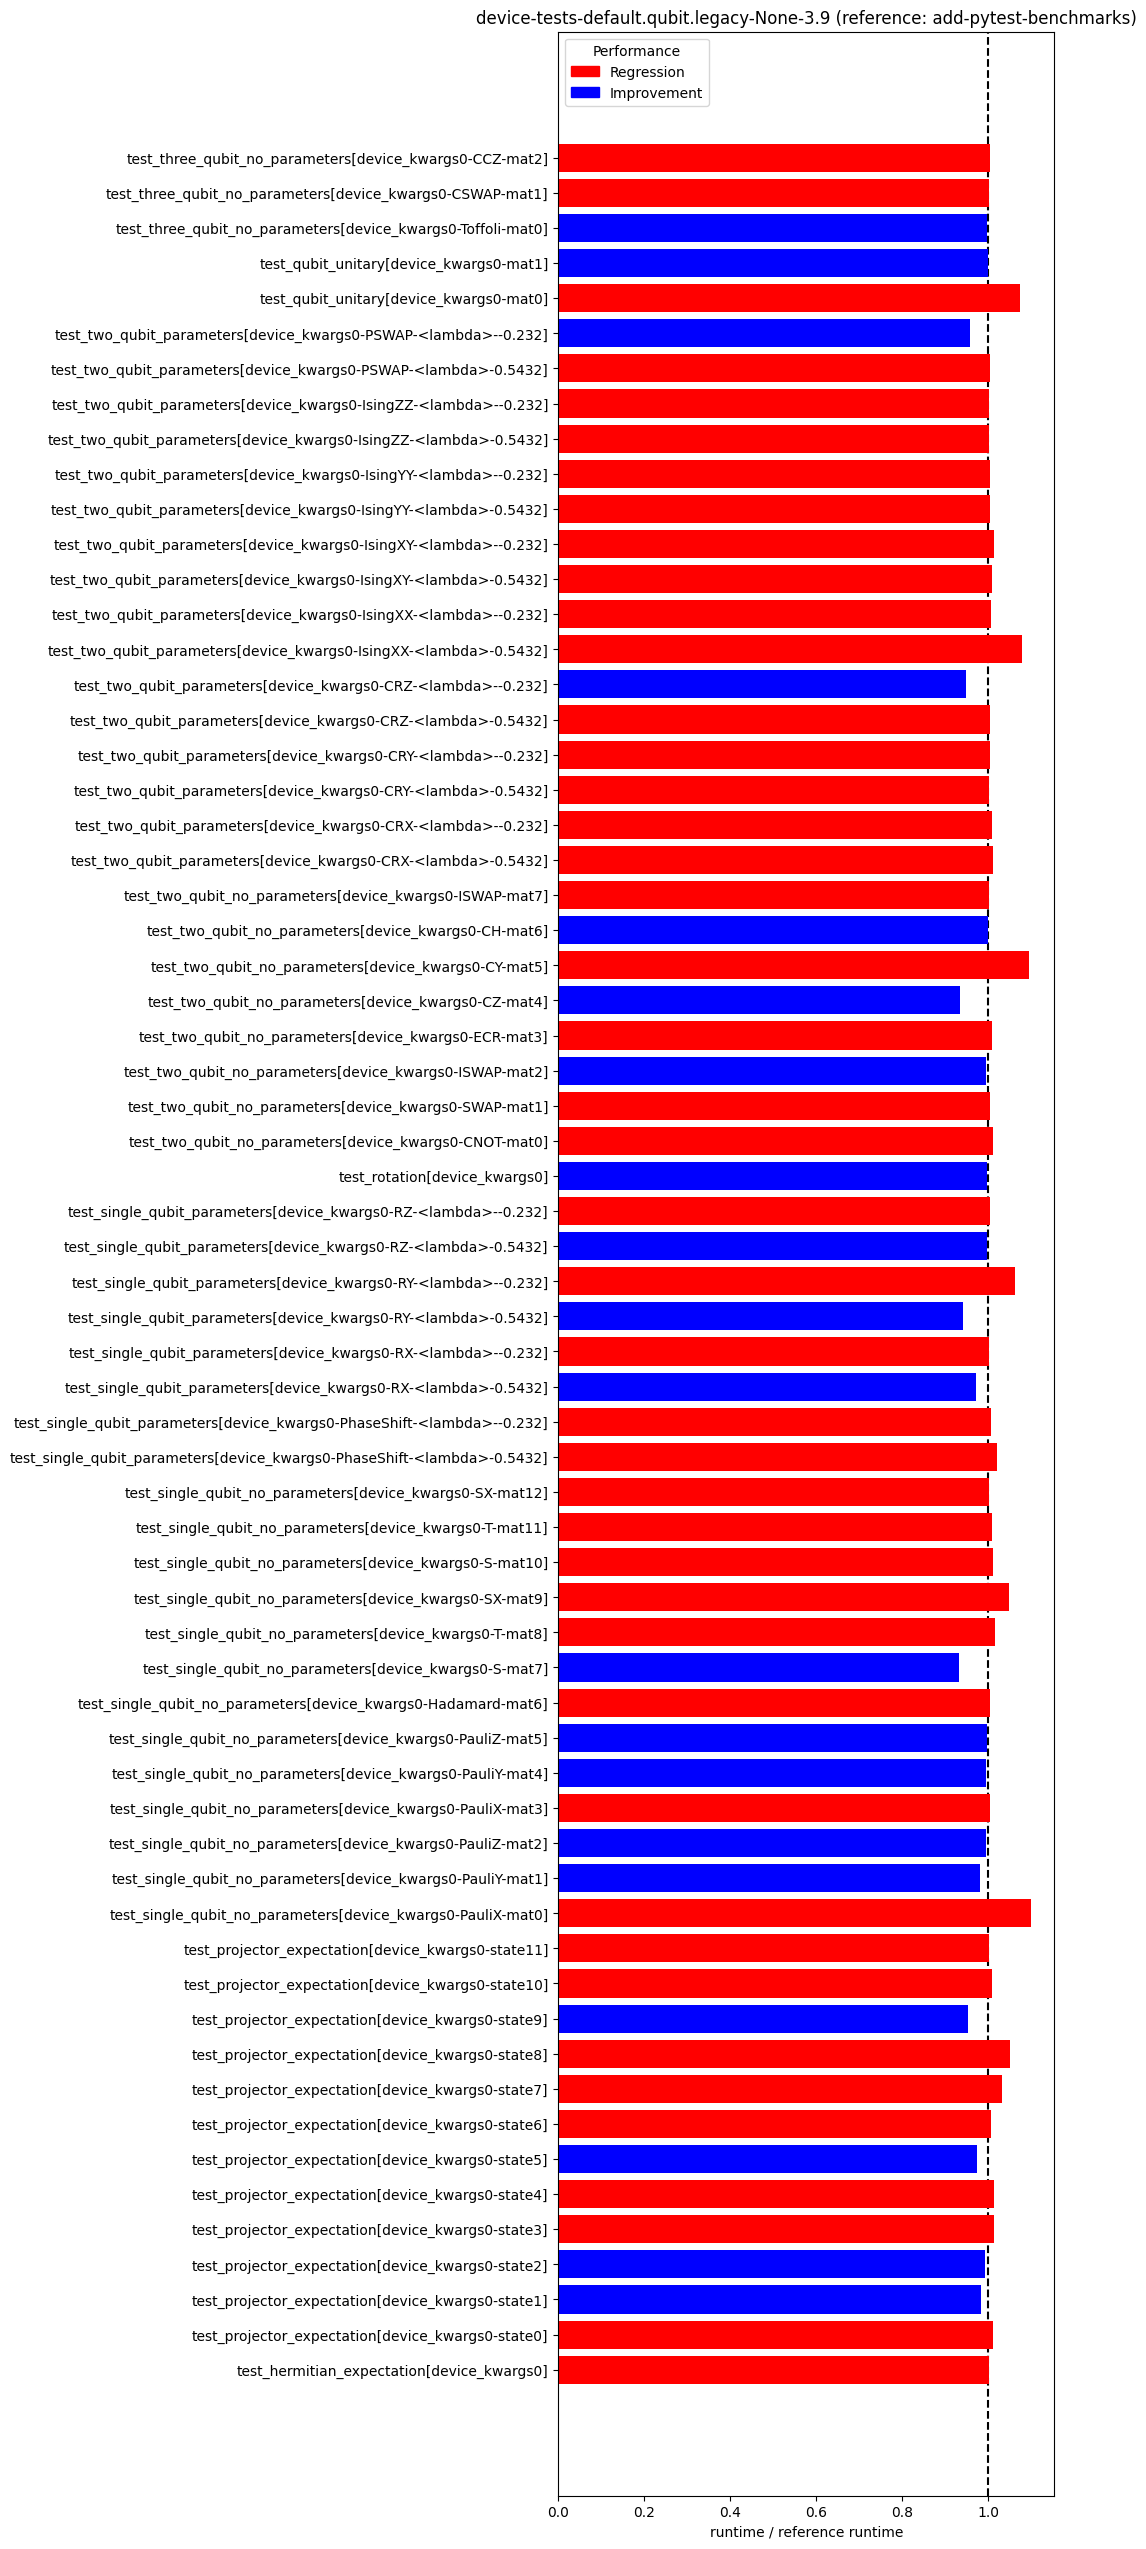 device-tests-default.qubit.legacy-None-3.9 (reference: add-pytest-benchmarks)
Performance
Regression
Improvement
test_three_qubit_no_parameters[device_kwargs0-CCZ-mat2]
test_three_qubit_no_parameters[device_kwargs0-CSWAP-mat1]
test_three_qubit_no_parameters[device_kwargs0-Toffoli-mat0]
test_qubit_unitary[device_kwargs0-mat1]
test_qubit_unitary[device_kwargs0-mat0]
test_two_qubit_parameters[device_kwargs0-PSWAP-<lambda>--0.232]
test_two_qubit_parameters[device_kwargs0-PSWAP-<lambda>-0.5432]
test_two_qubit_parameters[device_kwargs0-IsingZZ-<lambda>--0.232]
test_two_qubit_parameters[device_kwargs0-IsingZZ-<lambda>-0.5432]
test_two_qubit_parameters[device_kwargs0-IsingYY-<lambda>--0.232]
test_two_qubit_parameters[device_kwargs0-IsingYY-<lambda>-0.5432]
test_two_qubit_parameters[device_kwargs0-IsingXY-<lambda>--0.232]
test_two_qubit_parameters[device_kwargs0-IsingXY-<lambda>-0.5432]
test_two_qubit_parameters[device_kwargs0-IsingXX-<lambda>--0.232]
test_two_qubit_parameters[device_kwargs0-IsingXX-<lambda>-0.5432]
test_two_qubit_parameters[device_kwargs0-CRZ-<lambda>--0.232]
test_two_qubit_parameters[device_kwargs0-CRZ-<lambda>-0.5432]
test_two_qubit_parameters[device_kwargs0-CRY-<lambda>--0.232]
test_two_qubit_parameters[device_kwargs0-CRY-<lambda>-0.5432]
test_two_qubit_parameters[device_kwargs0-CRX-<lambda>--0.232]
test_two_qubit_parameters[device_kwargs0-CRX-<lambda>-0.5432]
test_two_qubit_no_parameters[device_kwargs0-ISWAP-mat7]
test_two_qubit_no_parameters[device_kwargs0-CH-mat6]
test_two_qubit_no_parameters[device_kwargs0-CY-mat5]
test_two_qubit_no_parameters[device_kwargs0-CZ-mat4]
test_two_qubit_no_parameters[device_kwargs0-ECR-mat3]
test_two_qubit_no_parameters[device_kwargs0-ISWAP-mat2]
test_two_qubit_no_parameters[device_kwargs0-SWAP-mat1]
test_two_qubit_no_parameters[device_kwargs0-CNOT-mat0]
test_rotation[device_kwargs0]
test_single_qubit_parameters[device_kwargs0-RZ-<lambda>--0.232]
test_single_qubit_parameters[device_kwargs0-RZ-<lambda>-0.5432]
test_single_qubit_parameters[device_kwargs0-RY-<lambda>--0.232]
test_single_qubit_parameters[device_kwargs0-RY-<lambda>-0.5432]
test_single_qubit_parameters[device_kwargs0-RX-<lambda>--0.232]
test_single_qubit_parameters[device_kwargs0-RX-<lambda>-0.5432]
test_single_qubit_parameters[device_kwargs0-PhaseShift-<lambda>--0.232]
test_single_qubit_parameters[device_kwargs0-PhaseShift-<lambda>-0.5432]
test_single_qubit_no_parameters[device_kwargs0-SX-mat12]
test_single_qubit_no_parameters[device_kwargs0-T-mat11]
test_single_qubit_no_parameters[device_kwargs0-S-mat10]
test_single_qubit_no_parameters[device_kwargs0-SX-mat9]
test_single_qubit_no_parameters[device_kwargs0-T-mat8]
test_single_qubit_no_parameters[device_kwargs0-S-mat7]
test_single_qubit_no_parameters[device_kwargs0-Hadamard-mat6]
test_single_qubit_no_parameters[device_kwargs0-PauliZ-mat5]
test_single_qubit_no_parameters[device_kwargs0-PauliY-mat4]
test_single_qubit_no_parameters[device_kwargs0-PauliX-mat3]
test_single_qubit_no_parameters[device_kwargs0-PauliZ-mat2]
test_single_qubit_no_parameters[device_kwargs0-PauliY-mat1]
test_single_qubit_no_parameters[device_kwargs0-PauliX-mat0]
test_projector_expectation[device_kwargs0-state11]
test_projector_expectation[device_kwargs0-state10]
test_projector_expectation[device_kwargs0-state9]
test_projector_expectation[device_kwargs0-state8]
test_projector_expectation[device_kwargs0-state7]
test_projector_expectation[device_kwargs0-state6]
test_projector_expectation[device_kwargs0-state5]
test_projector_expectation[device_kwargs0-state4]
test_projector_expectation[device_kwargs0-state3]
test_projector_expectation[device_kwargs0-state2]
test_projector_expectation[device_kwargs0-state1]
test_projector_expectation[device_kwargs0-state0]
test_hermitian_expectation[device_kwargs0]
0.0 0.2 0.4 0.6 0.8 1.0
runtime / reference runtime